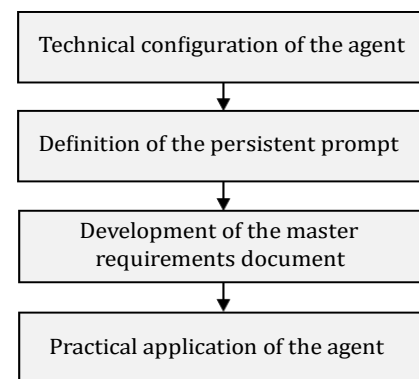 Technical configuration of the agent
Definition of the persistent prompt
Development of the master
requirements document
Practical application of the agent